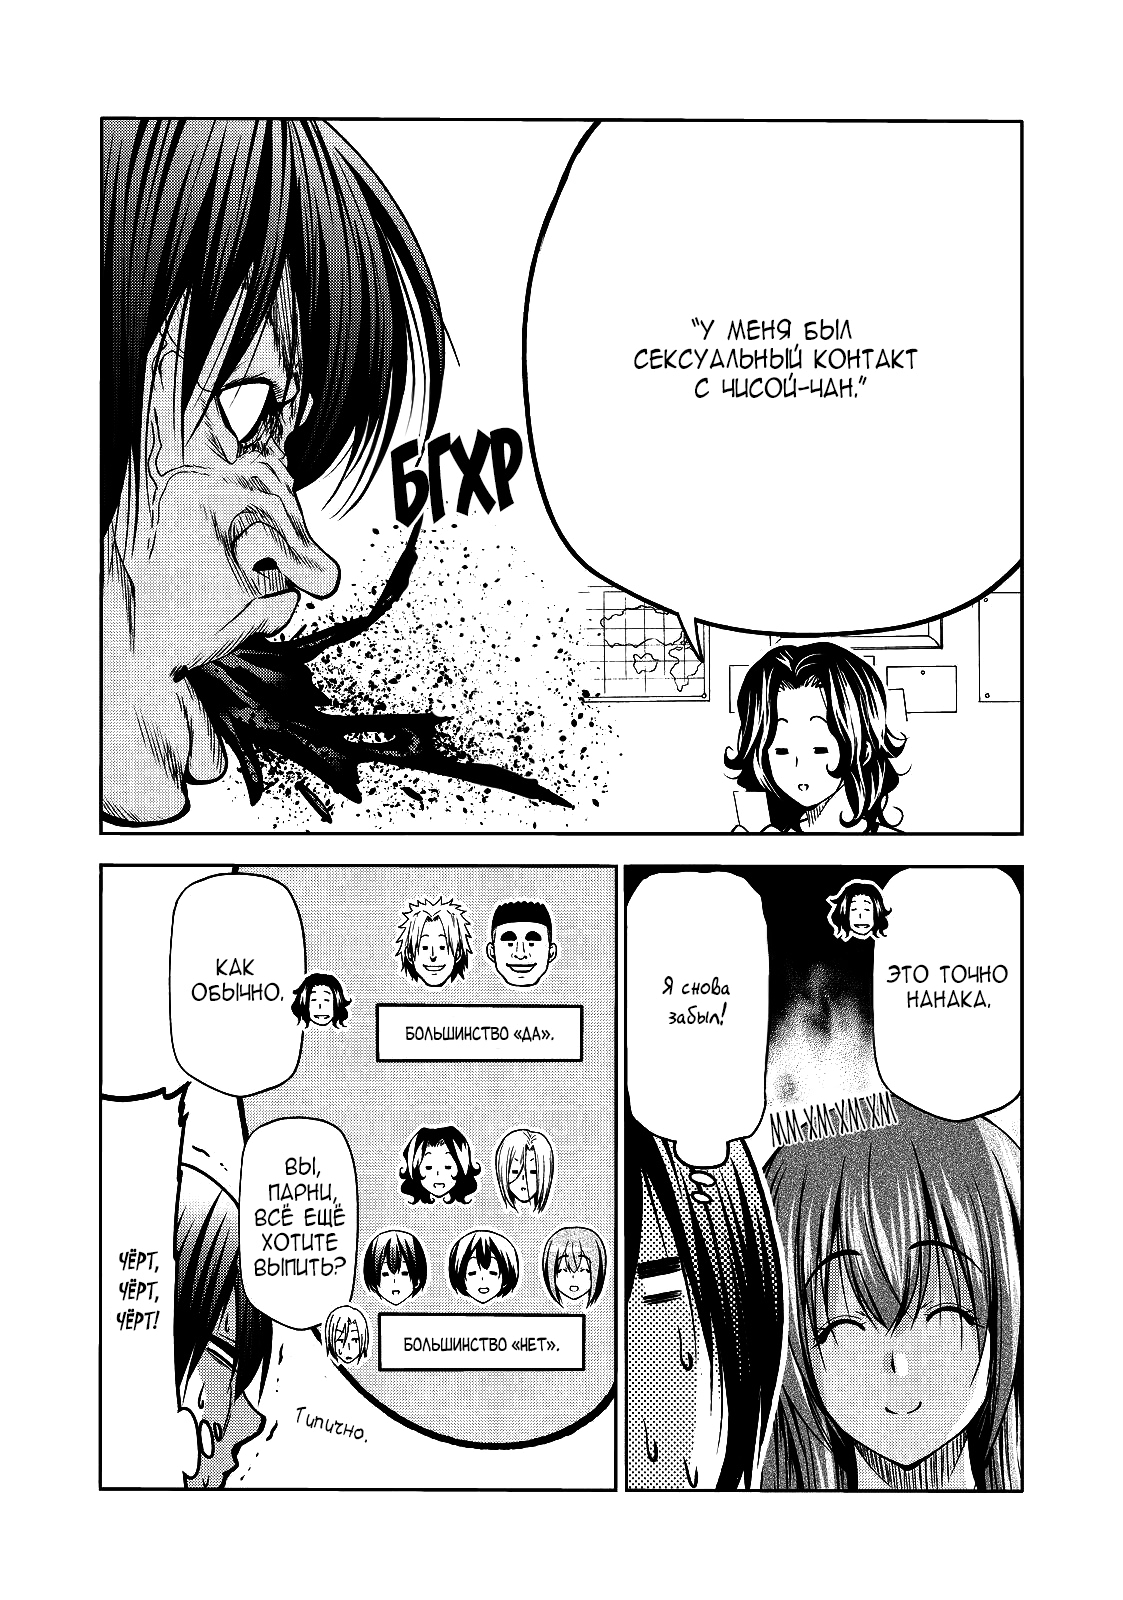 "У МЕНЯ БЫЛ
СЕКСУАЛЬНЫЙ КОНТАКТ
С ЧИСОЙ-ЧАН."
БГХР
ЭТО ТОЧНО
НАНАКА.
Я снова
забыл!
ММ ХМ ХМ ХМ
КАК
ОБЫЧНО.
БОЛЬШИНСТВО «ДА».
ВЫ,
ПАРНИ,
ВСЁ ЕЩЁ
ХОТИТЕ
ВЫПИТЬ?
БОЛЬШИНСТВО «НЕТ».
ЧЁРТ,
ЧЁРТ,
ЧЁРТ!
Типично.